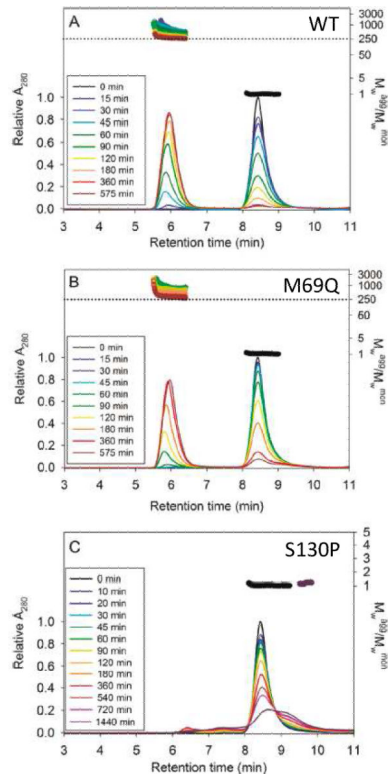 A
WT
0 min
15 min
30 min
45 min
60 min
90 min
120 min
180 min
360 min
575 min
Relative A280
1.0
0.8
0.6
0.4
0.2
0.0
3000
1000
250
60
5
1
Mw agg/Mw mon
3 4 5 6 7 8 9 10 11
Retention time (min)
B
M69Q
0 min
15 min
30 min
45 min
60 min
90 min
120 min
180 min
360 min
575 min
Relative A280
1.0
0.8
0.6
0.4
0.2
0.0
3000
1000
250
60
5
1
Mw agg/Mw mon
3 4 5 6 7 8 9 10 11
Retention time (min)
C
S130P
0 min
10 min
20 min
30 min
45 min
60 min
90 min
120 min
180 min
360 min
540 min
720 min
1440 min
Relative A280
1.0
0.8
0.6
0.4
0.2
0.0
5
4
3
2
1
Mw agg/Mw mon
3 4 5 6 7 8 9 10 11
Retention time (min)